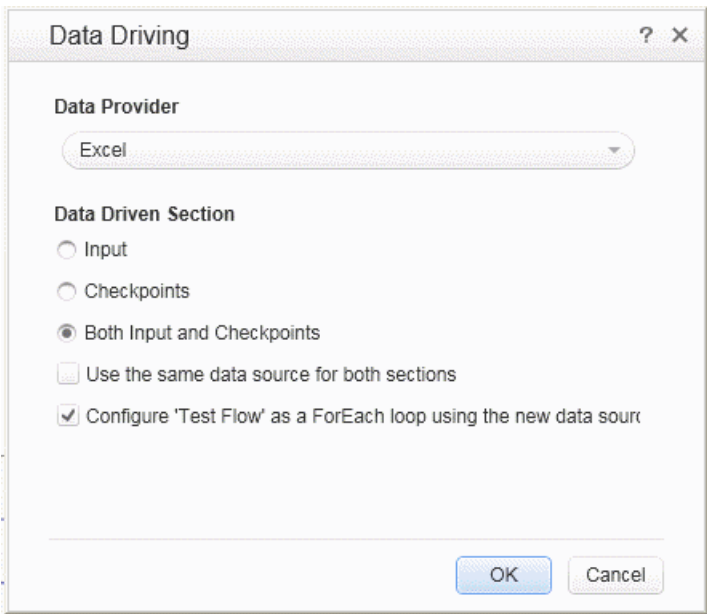 Data Driving
?
Data Provider
Excel
Data Driven Section
Input
Checkpoints
Both Input and Checkpoints
Use the same data source for both sections
Configure 'Test Flow' as a ForEach loop using the new data sourc
OK Cancel